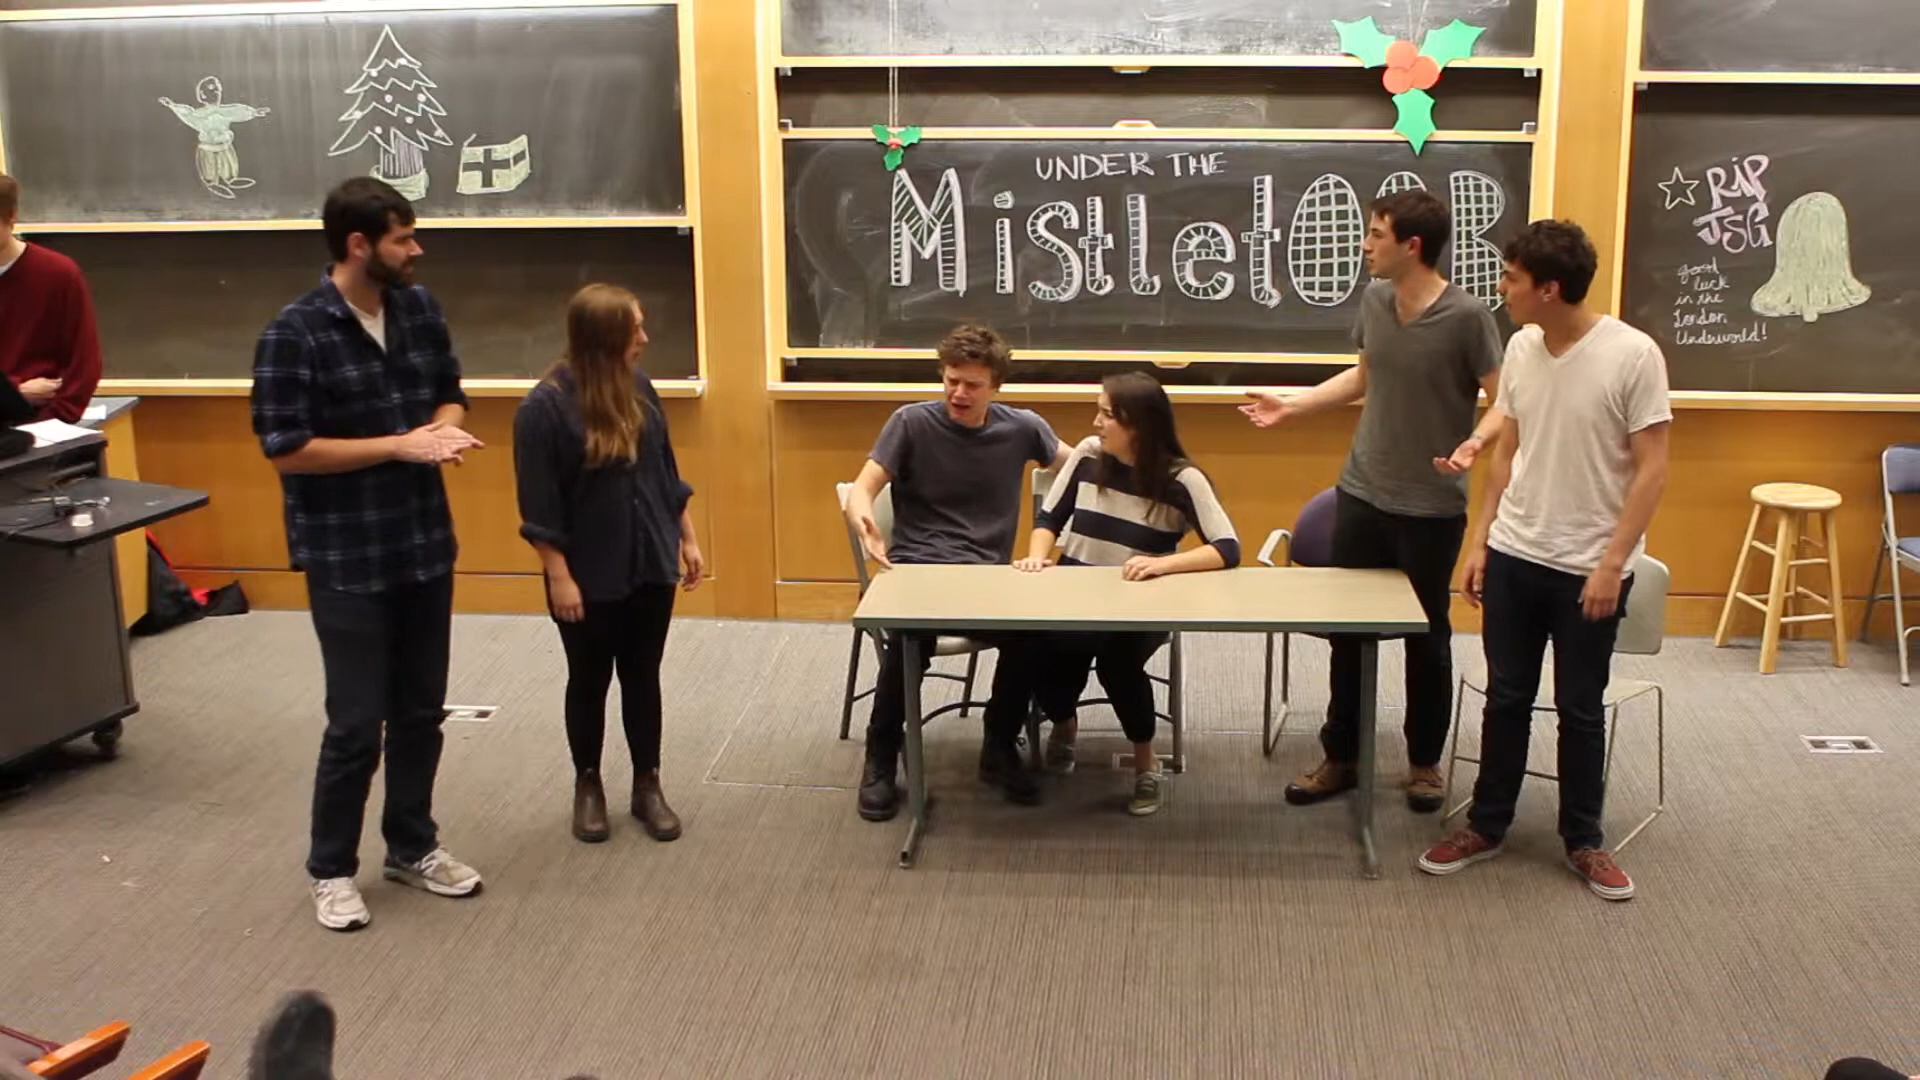 UNDER THE
MistletOOB
RIP
JSG
good
luck
in the
London
Underworld!